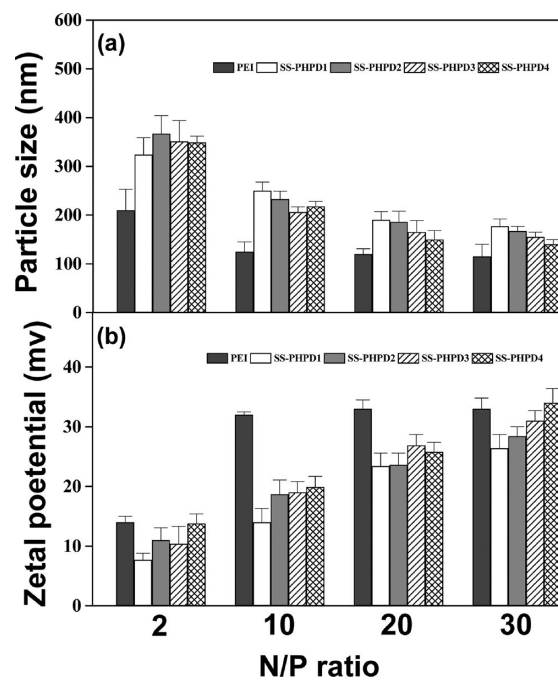 600
(a)
PEI SS-PHPD1 SS-PHPD2 SS-PHPD3 SS-PHPD4
500
400
300
200
100
0
Particle size (nm)
(b)
PEI SS-PHPD1 SS-PHPD2 SS-PHPD3 SS-PHPD4
40
30
20
10
0
Zetal poetential (mv)
2 10 20 30
N/P ratio